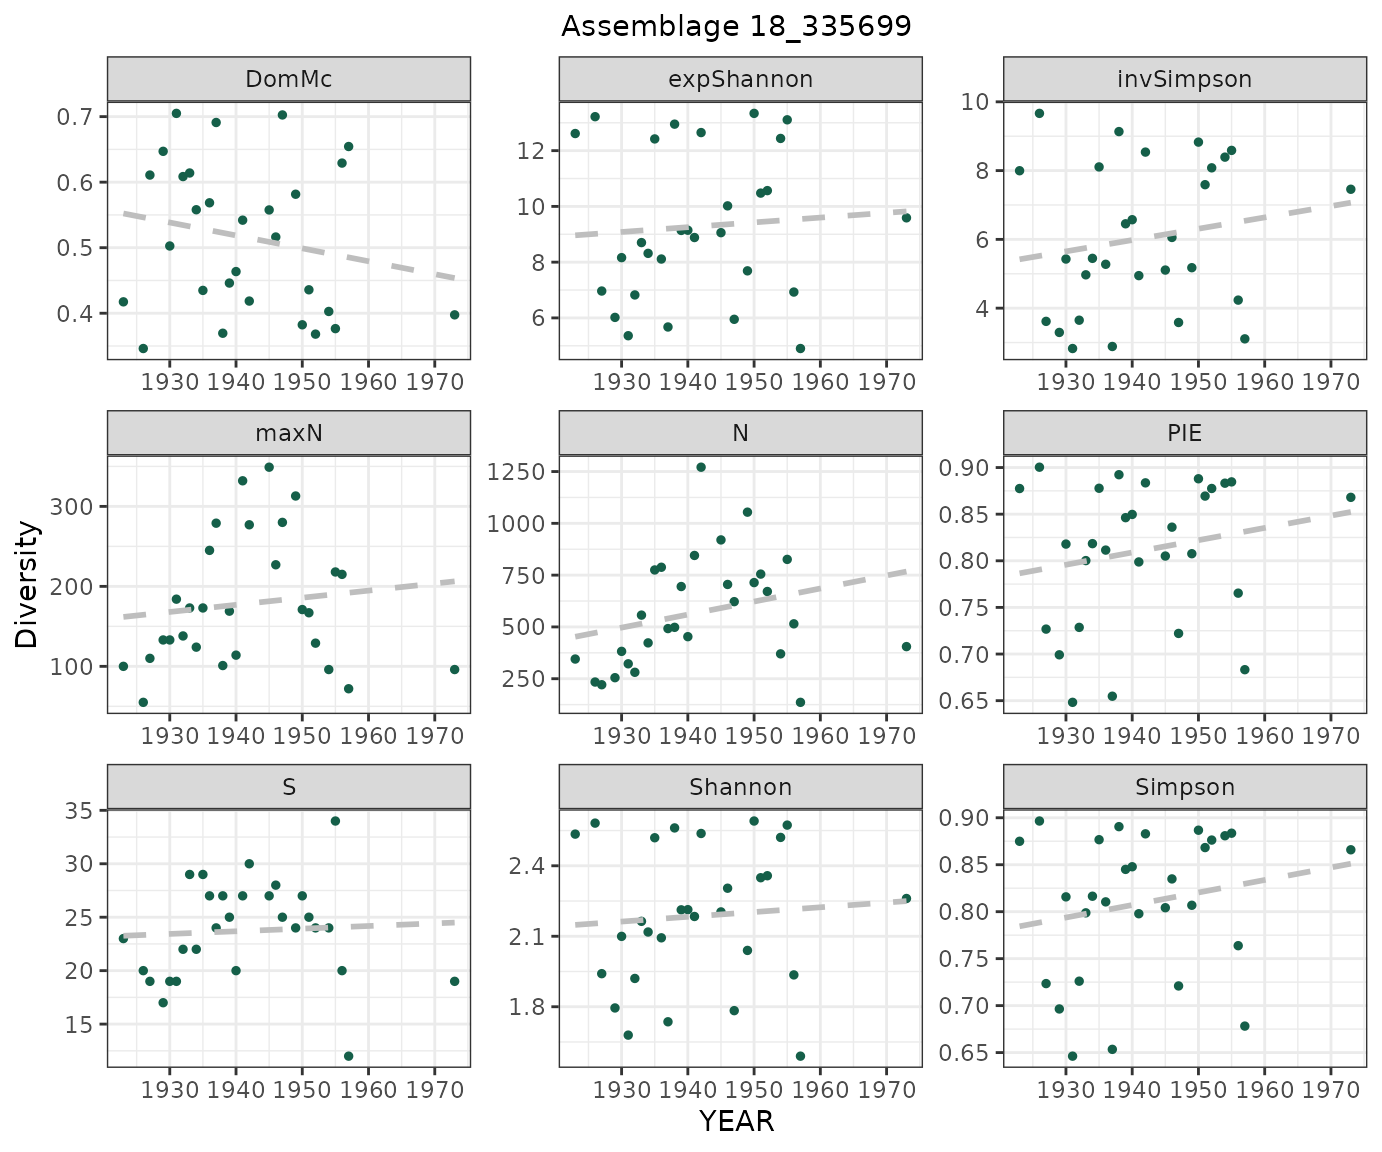 Assemblage 18_335699
DomMc
expShannon
invSimpson
0.7
0.6
0.5
0.4
12
10
8
6
10
8
6
4
1930 1940 1950 1960 1970
1930 1940 1950 1960 1970
1930 1940 1950 1960 1970
maxN
N
PIE
300
200
100
1250
1000
750
500
250
0.90
0.85
0.80
0.75
0.70
0.65
1930 1940 1950 1960 1970
1930 1940 1950 1960 1970
1930 1940 1950 1960 1970
S
Shannon
Simpson
35
30
25
20
15
2.4
2.1
1.8
0.90
0.85
0.80
0.75
0.70
0.65
1930 1940 1950 1960 1970
1930 1940 1950 1960 1970
1930 1940 1950 1960 1970
Diversity
YEAR